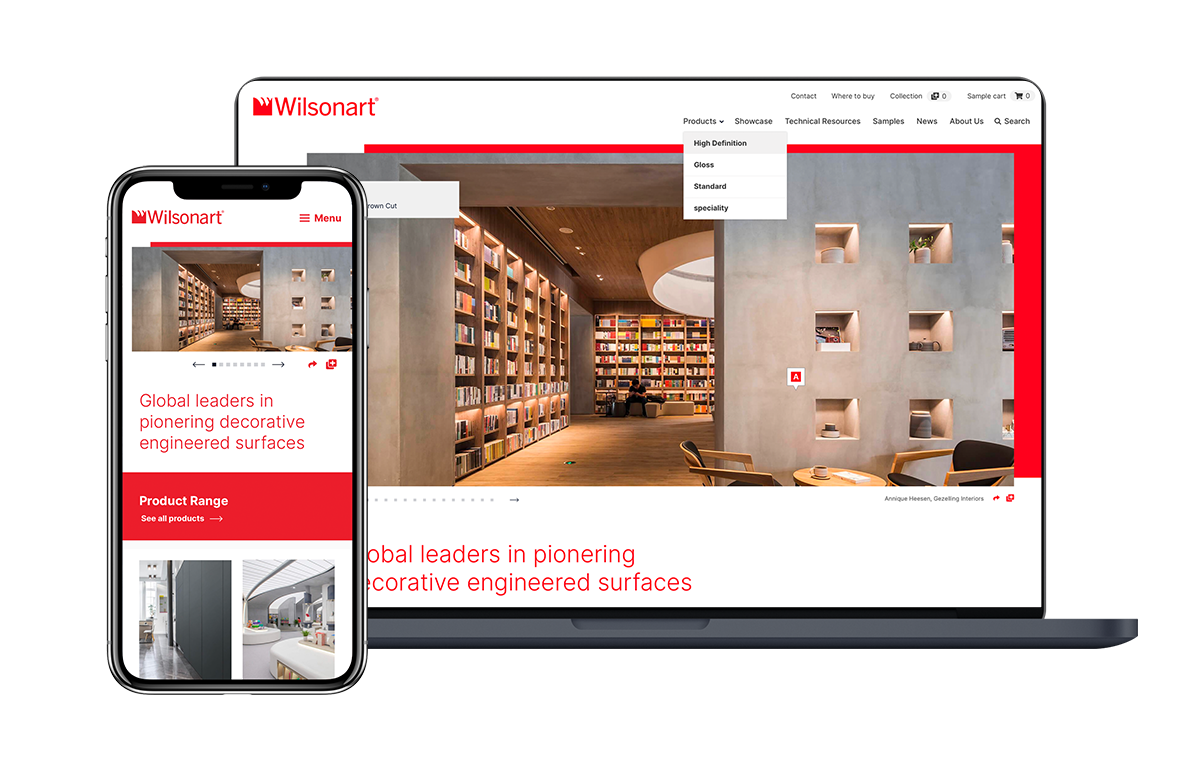 Wilsonart®
Contact Where to buy Collection 0 Sample cart 0
Products Showcase Technical Resources Samples News About Us Search
High Definition
Gloss
Standard
speciality
Cut
A
Annique Heesen, Gezelling Interiors
obal leaders in pionering
ecorative engineered surfaces
Wilsonart®
Menu
Global leaders in
pionering decorative
engineered surfaces
Product Range
See all products